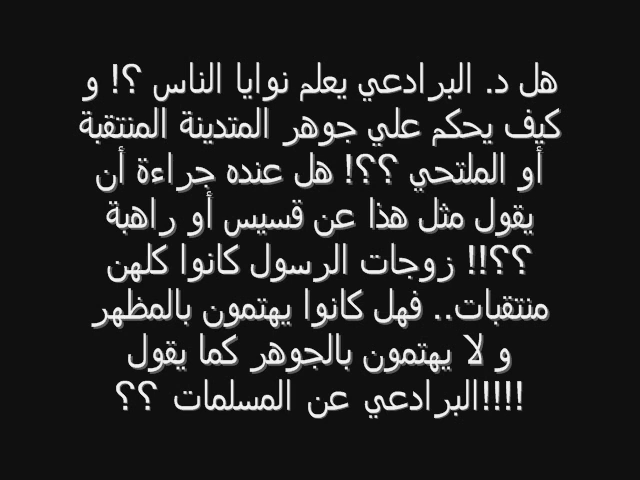 هل د. البرادعي يعلم نوايا الناس ؟! و
كيف يحكم علي جوهر المتدينة المنتقبة
أو الملتحي ؟؟! هل عنده جراءة أن
يقول مثل هذا عن قسيس أو راهبة
؟؟!! زوجات الرسول كانوا كلهن
منتقبات.. فهل كانوا يهتمون بالمظهر
و لا يهتمون بالجوهر كما يقول
!!!!البرادعي عن المسلمات ؟؟